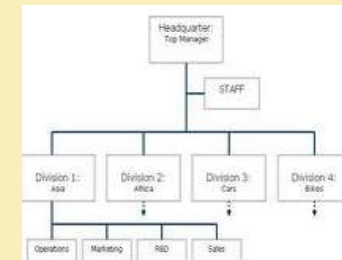 Headquarter:
Top Manager
STAFF
Division 1:
Asia
Division 2:
Africa
Division 3:
Cars
Division 4:
Bikes
Operations
Marketing
R&D
Sales